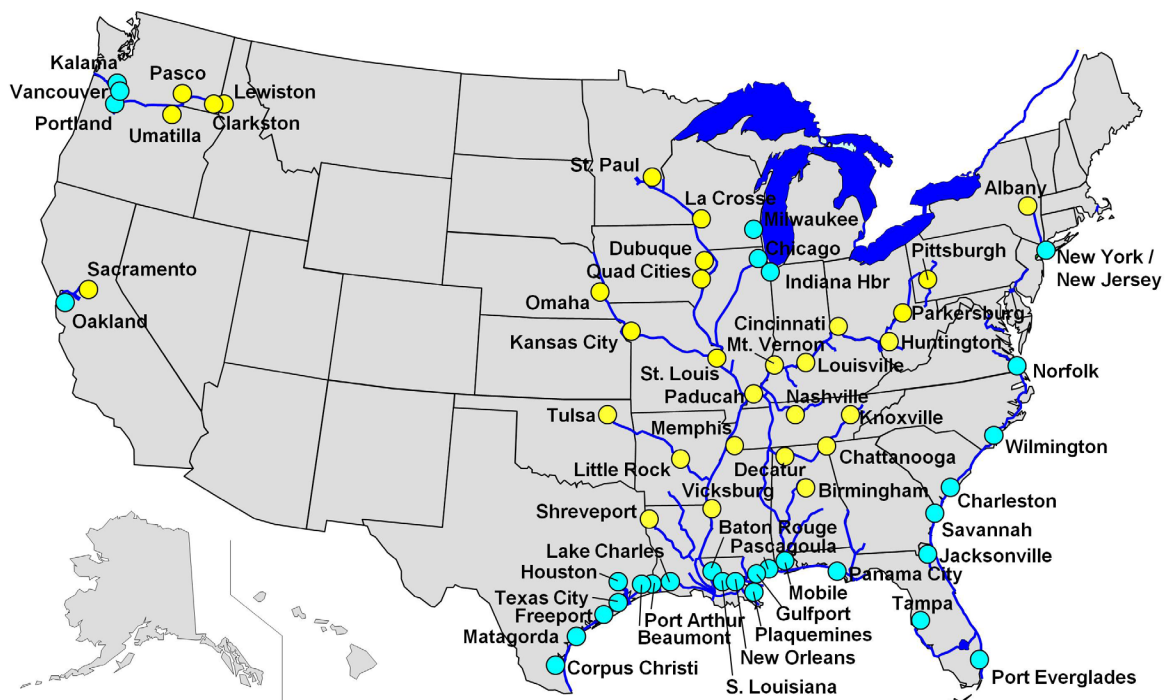 Kalama
Pasco
Vancouver
Lewiston
Portland
Clarkston
Umatilla
St. Paul
Albany
La Crosse
Milwaukee
Dubuque
Chicago
Pittsburgh
New York /
New Jersey
Sacramento
Quad Cities
Indiana Hbr
Omaha
Oakland
Parkersburg
Cincinnati
Kansas City
Mt. Vernon
Huntington
St. Louis
Louisville
Norfolk
Paducah
Nashville
Tulsa
Knoxville
Memphis
Wilmington
Little Rock
Decatur
Chattanooga
Vicksburg
Birmingham
Charleston
Shreveport
Baton Rouge
Savannah
Lake Charles
Pascagoula
Jacksonville
Houston
Panama City
Mobile
Texas City
Tampa
Freeport
Port Arthur
Gulfport
Matagorda
Beaumont
Plaquemines
New Orleans
Corpus Christi
Port Everglades
S. Louisiana